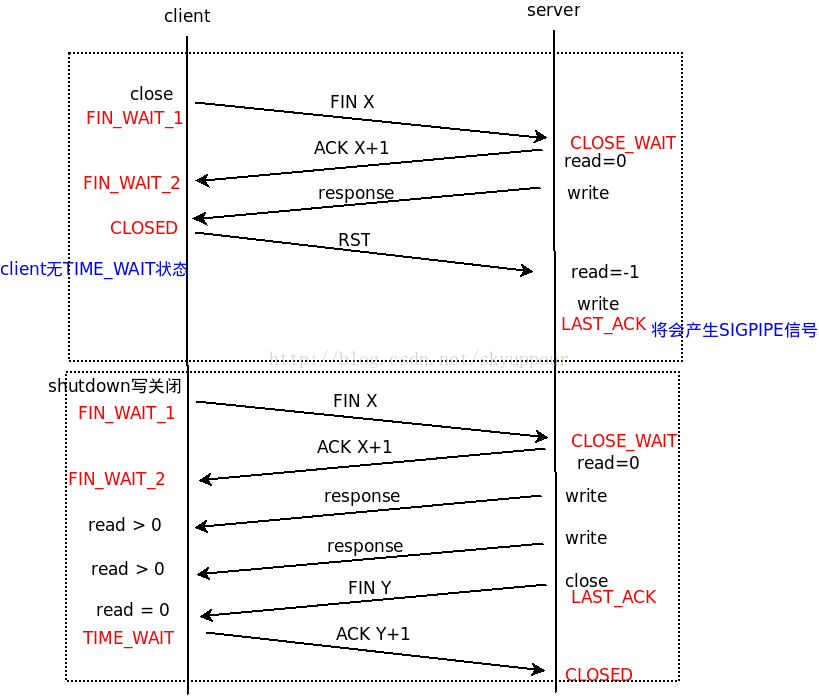 client
server
close
FIN X
FIN_WAIT_1
CLOSE_WAIT
ACK X+1
read=0
FIN_WAIT_2
response
write
CLOSED
RST
client无TIME_WAIT状态
read=-1
write
LAST_ACK
将会产生SIGPIPE信号
http://blog.csdn.net/skyuppour
shutdown写关闭
FIN X
FIN_WAIT_1
CLOSE_WAIT
ACK X+1
read=0
FIN_WAIT_2
response
write
read > 0
response
write
read > 0
close
FIN Y
LAST_ACK
read = 0
TIME_WAIT
ACK Y+1
CLOSED